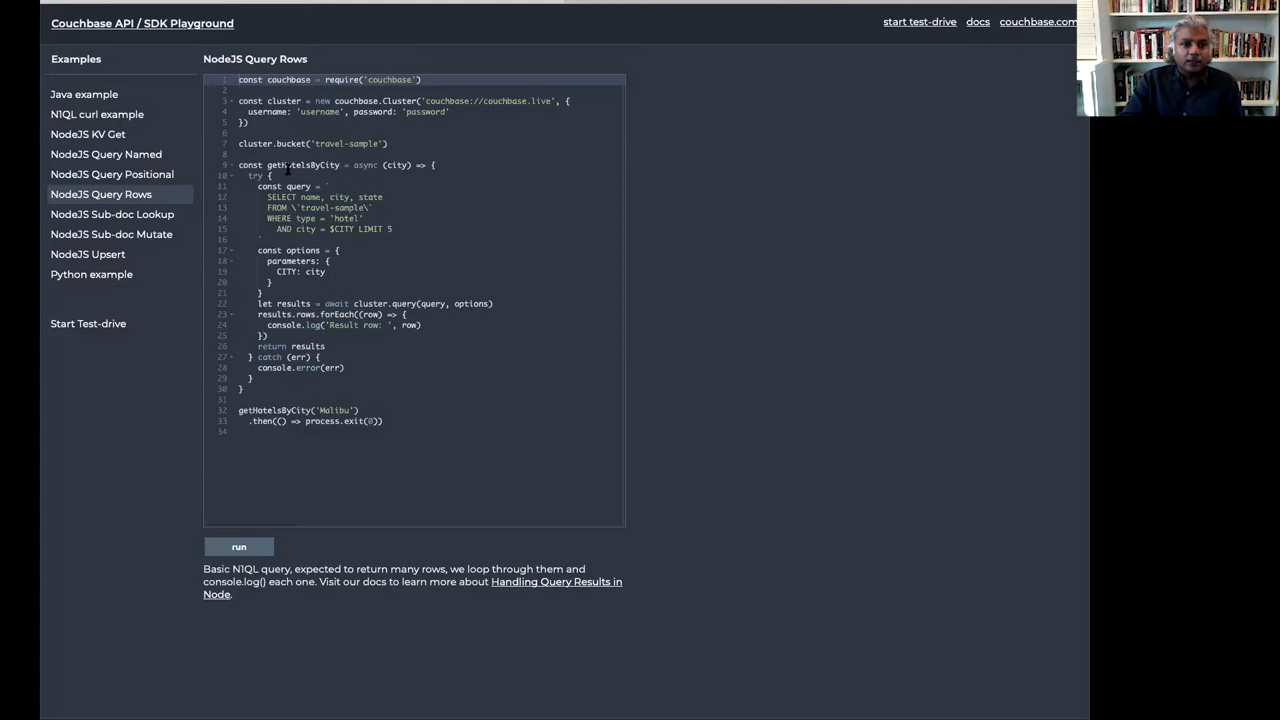 Couchbase API / SDK Playground
start test-drive
docs
couchbase.com
Examples
Java example
N1QL curl example
NodeJS KV Get
NodeJS Query Named
NodeJS Query Positional
NodeJS Query Rows
NodeJS Sub-doc Lookup
NodeJS Sub-doc Mutate
NodeJS Upsert
Python example
Start Test-drive
NodeJS Query Rows
1 const couchbase = require('couchbase')
2
3 const cluster = new couchbase.Cluster('couchbase://couchbase.live', {
4 username: 'username', password: 'password'
5 })
6
7 cluster.bucket('travel-sample')
8
9 const getHotelsByCity = async (city) => {
10 try {
11 const query = `
12 SELECT name, city, state
13 FROM \`travel-sample\`
14 WHERE type = 'hotel'
15 AND city = $CITY LIMIT 5
16 `
17 const options = {
18 parameters: {
19 CITY: city
20 }
21 }
22 let results = await cluster.query(query, options)
23 results.rows.forEach((row) => {
24 console.log('Result row: ', row)
25 })
26 return results
27 } catch (err) {
28 console.error(err)
29 }
30 }
31
32 getHotelsByCity('Malibu')
33 .then(() => process.exit(0))
34
run
Basic N1QL query, expected to return many rows, we loop through them and
console.log() each one. Visit our docs to learn more about Handling Query Results in
Node.